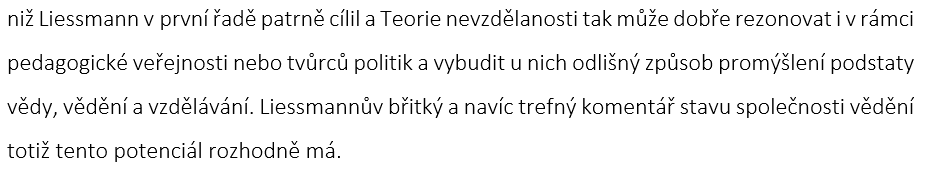 niž Liessmann v první řadě patrně cílil a Teorie nevzdělanosti tak může dobře rezonovat i v rámci
pedagogické veřejnosti nebo tvůrců politik a vybudit u nich odlišný způsob promýšlení podstaty
vědy, vědění a vzdělávání. Liessmannův břitký a navíc trefný komentář stavu společnosti vědění
totiž tento potenciál rozhodně má.